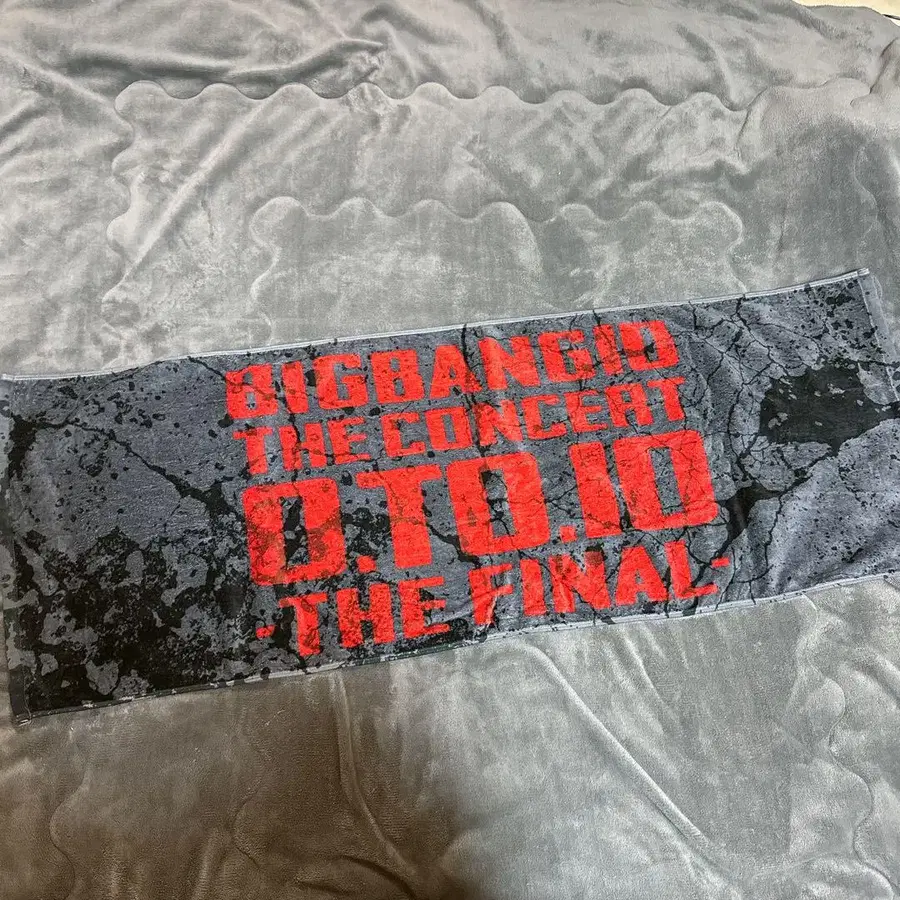 BIGBANG10
THE CONCERT
0.TO.10
-THE FINAL-